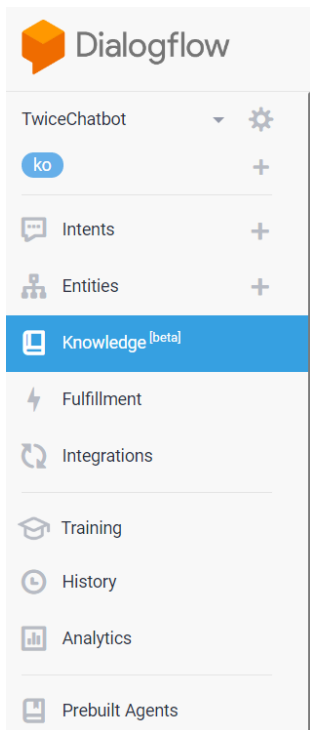 Dialogflow
TwiceChatbot
ko
Intents
Entities
Knowledge [beta]
Fulfillment
Integrations
Training
History
Analytics
Prebuilt Agents